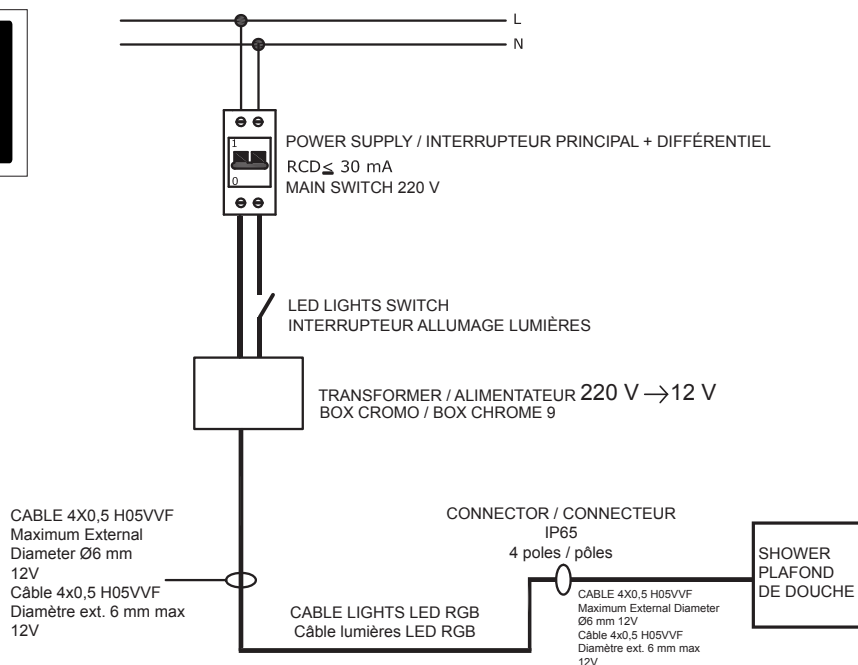 L
N
1
0
POWER SUPPLY / INTERRUPTEUR PRINCIPAL + DIFFÉRENTIEL
RCD≤ 30 mA
MAIN SWITCH 220 V
LED LIGHTS SWITCH
INTERRUPTEUR ALLUMAGE LUMIÈRES
TRANSFORMER / ALIMENTATEUR 220 V →12 V
BOX CROMO / BOX CHROME 9
CABLE 4X0,5 H05VVF
Maximum External
Diameter Ø6 mm
12V
Câble 4x0,5 H05VVF
Diamètre ext. 6 mm max
12V
CONNECTOR / CONNECTEUR
IP65
4 poles / pôles
CABLE LIGHTS LED RGB
Câble lumières LED RGB
CABLE 4X0,5 H05VVF
Maximum External Diameter
Ø6 mm 12V
Câble 4x0,5 H05VVF
Diamètre ext. 6 mm max
12V
SHOWER
PLAFOND
DE DOUCHE